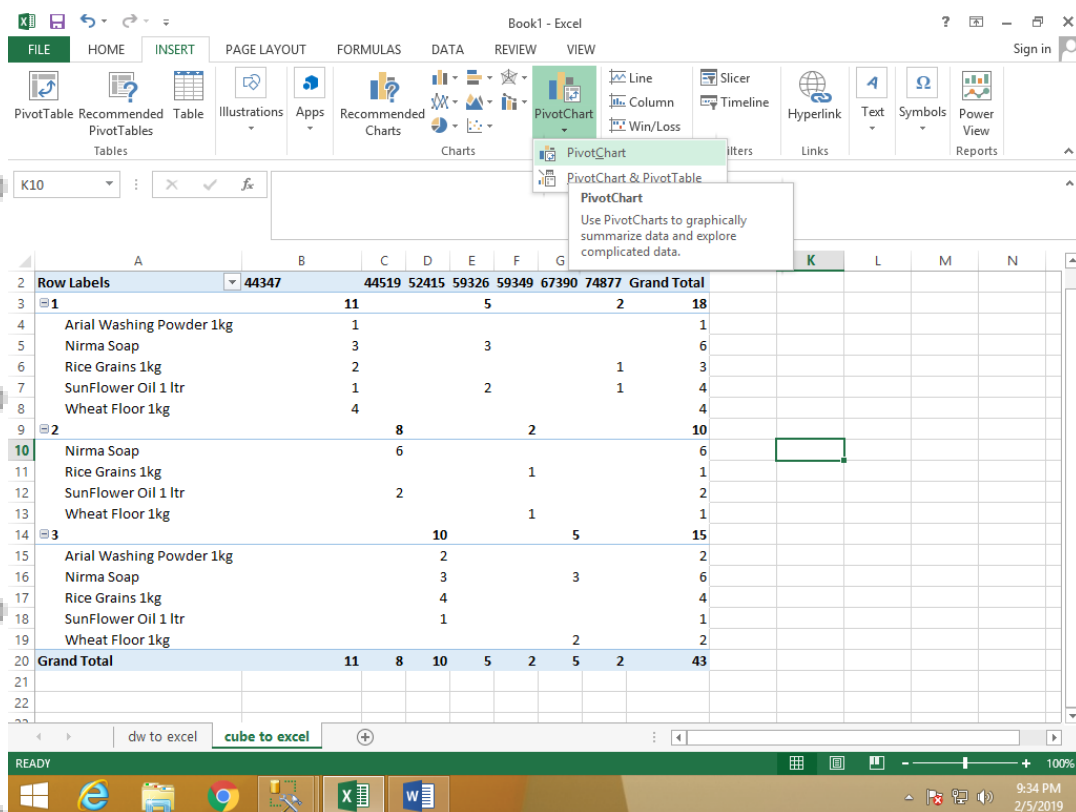 Book1 - Excel
FILE HOME INSERT PAGE LAYOUT FORMULAS DATA REVIEW VIEW Sign in
PivotTable Recommended PivotTables Table Illustrations Apps Recommended Charts PivotChart Line Slicer Hyperlink Text Symbols Power View
Column Timeline
Win/Loss
Tables Charts ilters Links Reports
PivotChart
PivotChart & PivotTable
PivotChart
Use PivotCharts to graphically
summarize data and explore
complicated data.
K10 fx
A B C D E F G K L M N
2 Row Labels 44347 44519 52415 59326 59349 67390 74877 Grand Total
3 1 11 5 2 18
4 Arial Washing Powder 1kg 1 1
5 Nirma Soap 3 3 6
6 Rice Grains 1kg 2 1 3
7 SunFlower Oil 1 ltr 1 2 1 4
8 Wheat Floor 1kg 4 4
9 2 8 2 10
10 Nirma Soap 6 6
11 Rice Grains 1kg 1 1
12 SunFlower Oil 1 ltr 2 2
13 Wheat Floor 1kg 1 1
14 3 10 5 15
15 Arial Washing Powder 1kg 2 2
16 Nirma Soap 3 3 6
17 Rice Grains 1kg 4 4
18 SunFlower Oil 1 ltr 1 1
19 Wheat Floor 1kg 2 2
20 Grand Total 11 8 10 5 2 5 2 43
21
22
dw to excel cube to excel
READY 100%
9:34 PM
2/5/2019